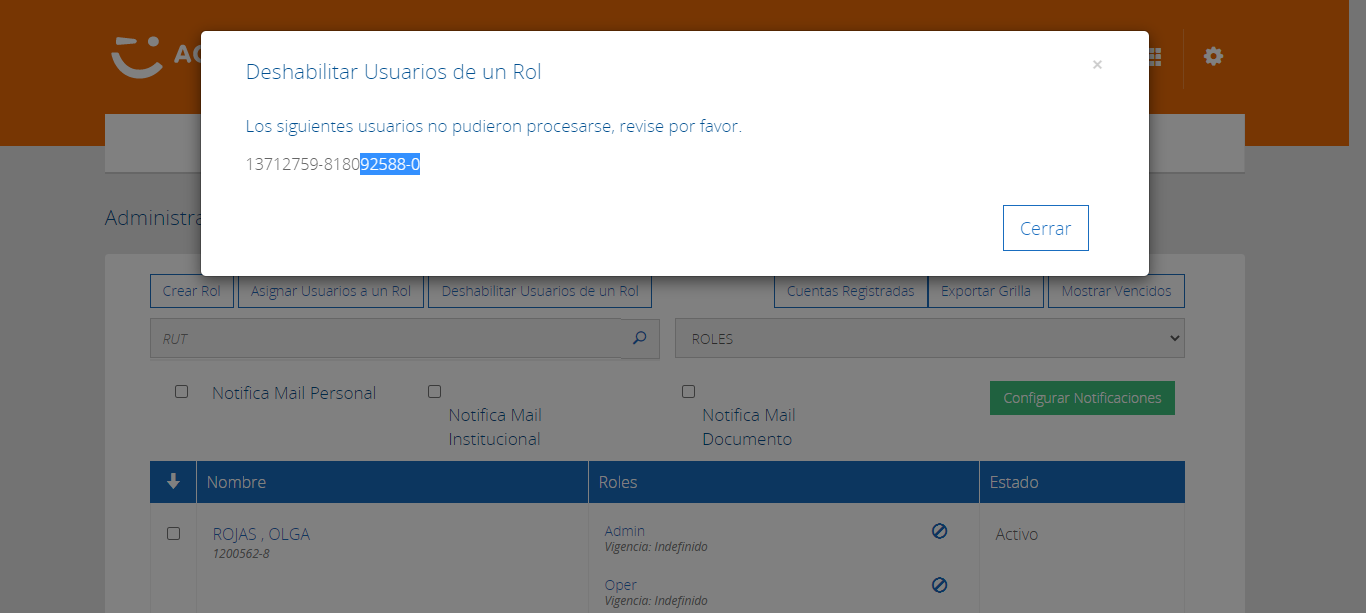 AC
Deshabilitar Usuarios de un Rol
×
Los siguientes usuarios no pudieron procesarse, revise por favor.
13712759-818092588-0
Cerrar
Administra
Crear Rol
Asignar Usuarios a un Rol
Deshabilitar Usuarios de un Rol
Cuentas Registradas
Exportar Grilla
Mostrar Vencidos
RUT
ROLES
Notifica Mail Personal
Notifica Mail
Institucional
Notifica Mail
Documento
Configurar Notificaciones
Nombre
Roles
Estado
ROJAS , OLGA
1200562-8
Admin
Vigencia: Indefinido
Activo
Oper
Vigencia: Indefinido